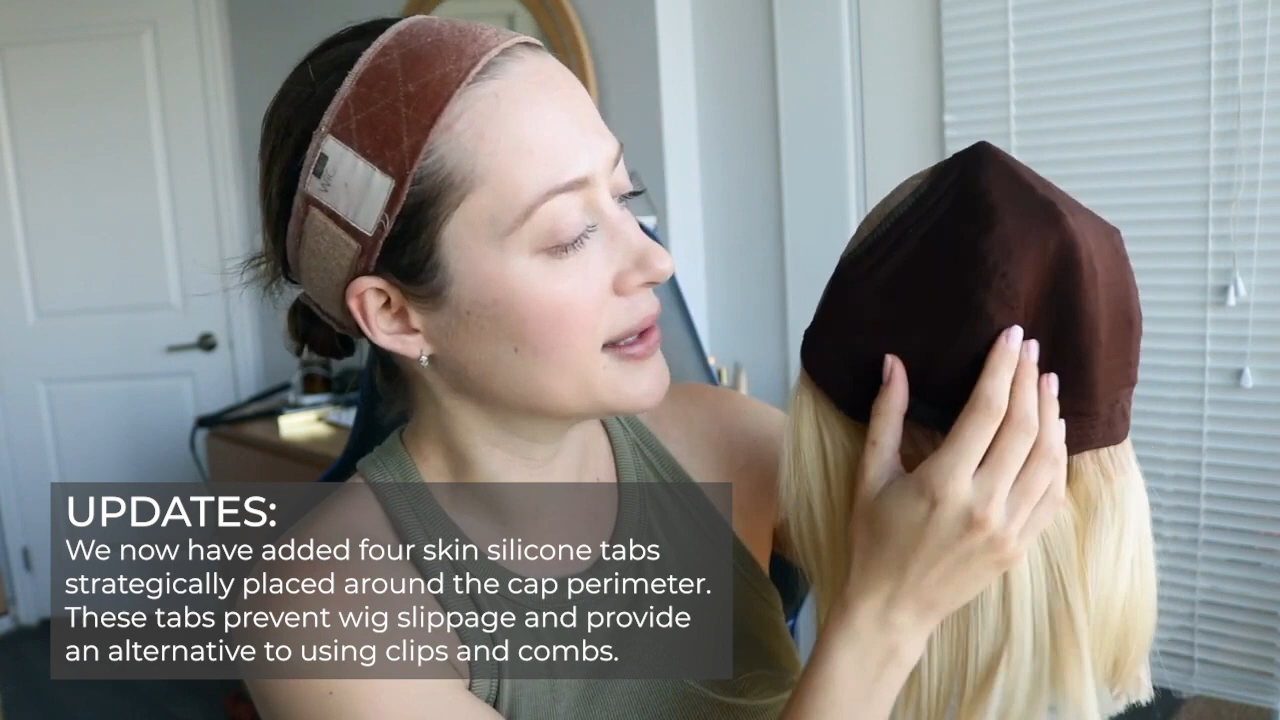 UPDATES:
We now have added four skin silicone tabs
strategically placed around the cap perimeter.
These tabs prevent wig slippage and provide
an alternative to using clips and combs.